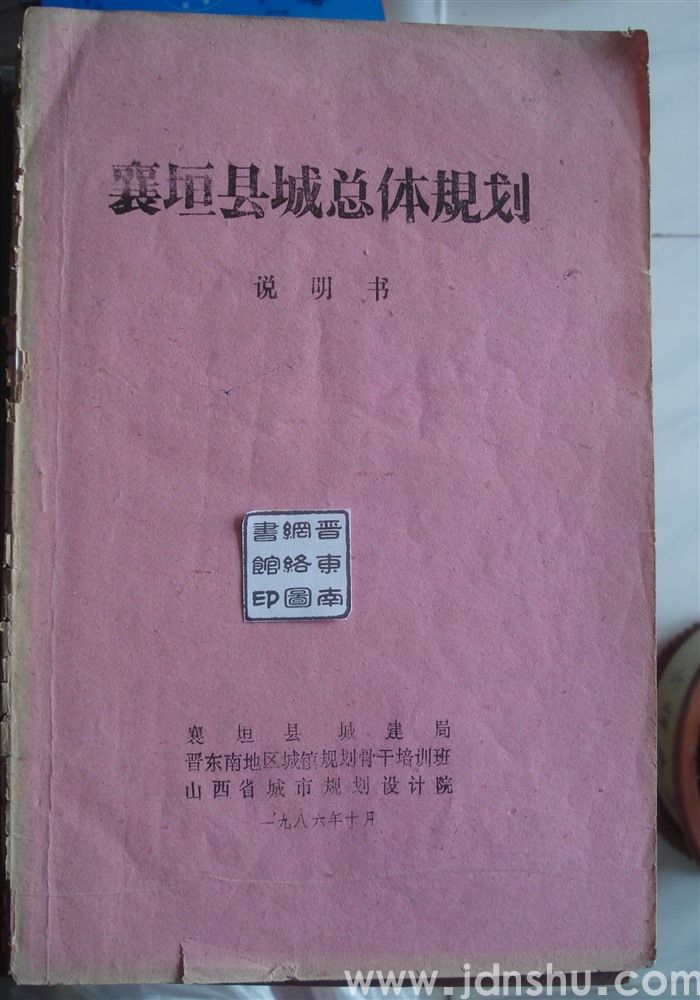 襄垣县城总体規划
说明书
晋東南
網絡圖
書館印
襄垣县城建局
晋东南地区城镇规划骨干培训班
山西省城市规划设计院
一九八六年十月
www.jdnshu.com